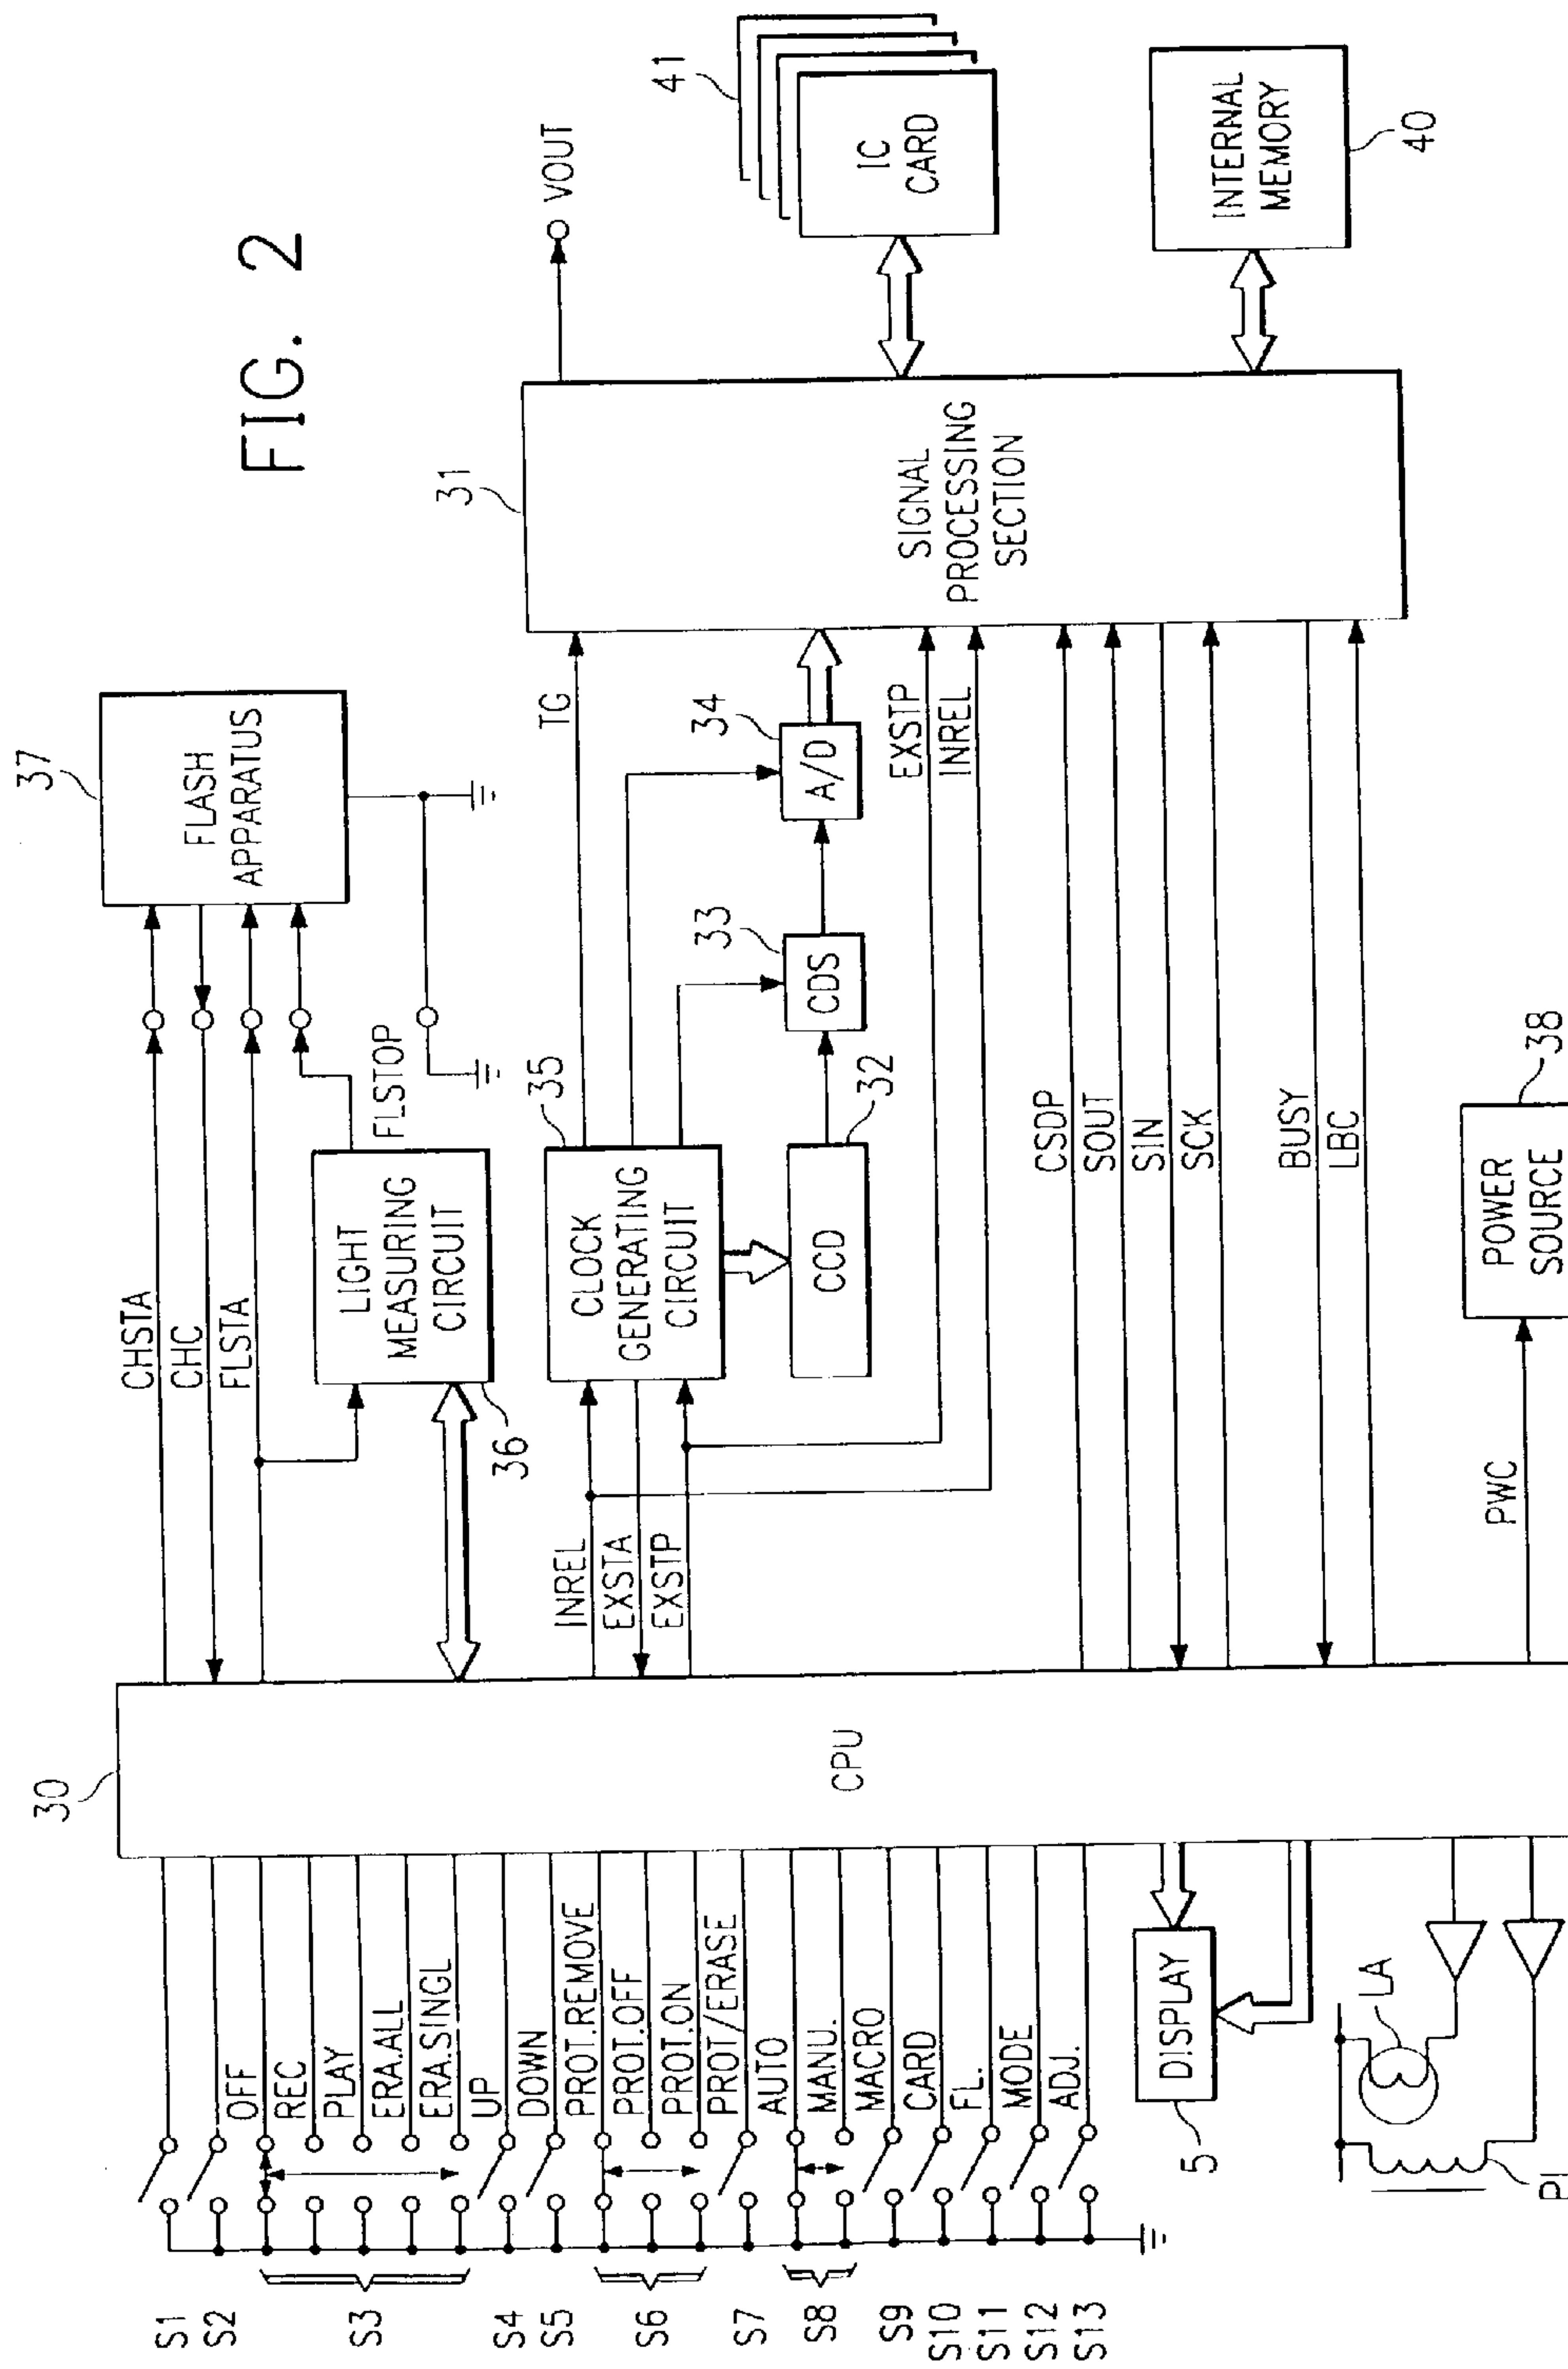 FIG. 2
30
CPU
S1
S2
S3
S4
S5
S6
S7
S8
S9
S10
S11
S12
S13
OFF
REC
PLAY
ERA.ALL
ERA.SINGL
UP
DOWN
PROT.REMOVE
PROT.OFF
PROT.ON
PROT/ERASE
AUTO
MANU.
MACRO
CARD
FL.
MODE
ADJ.
DISPLAY
5
LA
CHSTA
CHC
FLSTA
37
FLASH
APPARATUS
LIGHT
MEASURING
CIRCUIT
36
FLSTOP
INREL
EXSTA
EXSTP
35
CLOCK
GENERATING
CIRCUIT
CCD
32
33
CDS
34
A/D
TG
EXSTP
INREL
31
SIGNAL
PROCESSING
SECTION
VOUT
41
IC
CARD
INTERNAL
MEMORY
40
CSDP
SOUT
SIN
SCK
BUSY
LBC
PWC
POWER
SOURCE
38